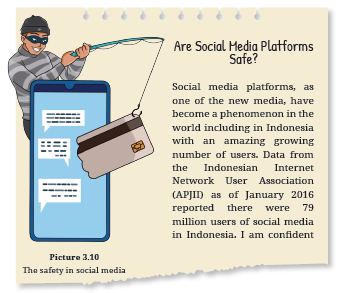 Are Social Media Platforms
Safe?
Social media platforms, as
one of the new media, have
become a phenomenon in the
world including in Indonesia
with an amazing growing
number of users. Data from
the Indonesian Internet
Network User Association
(APJII) as of January 2016
reported there were 79
million users of social media
in Indonesia. I am confident
Picture 3.10
The safety in social media